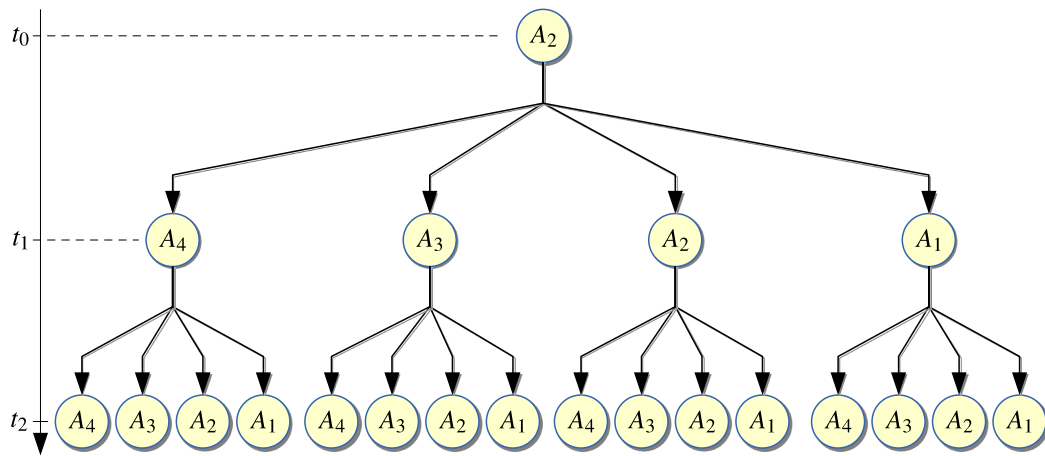 t₀ A₂
t₁ A₄ A₃ A₂ A₁
t₂ A₄ A₃ A₂ A₁ A₄ A₃ A₂ A₁ A₄ A₃ A₂ A₁ A₄ A₃ A₂ A₁